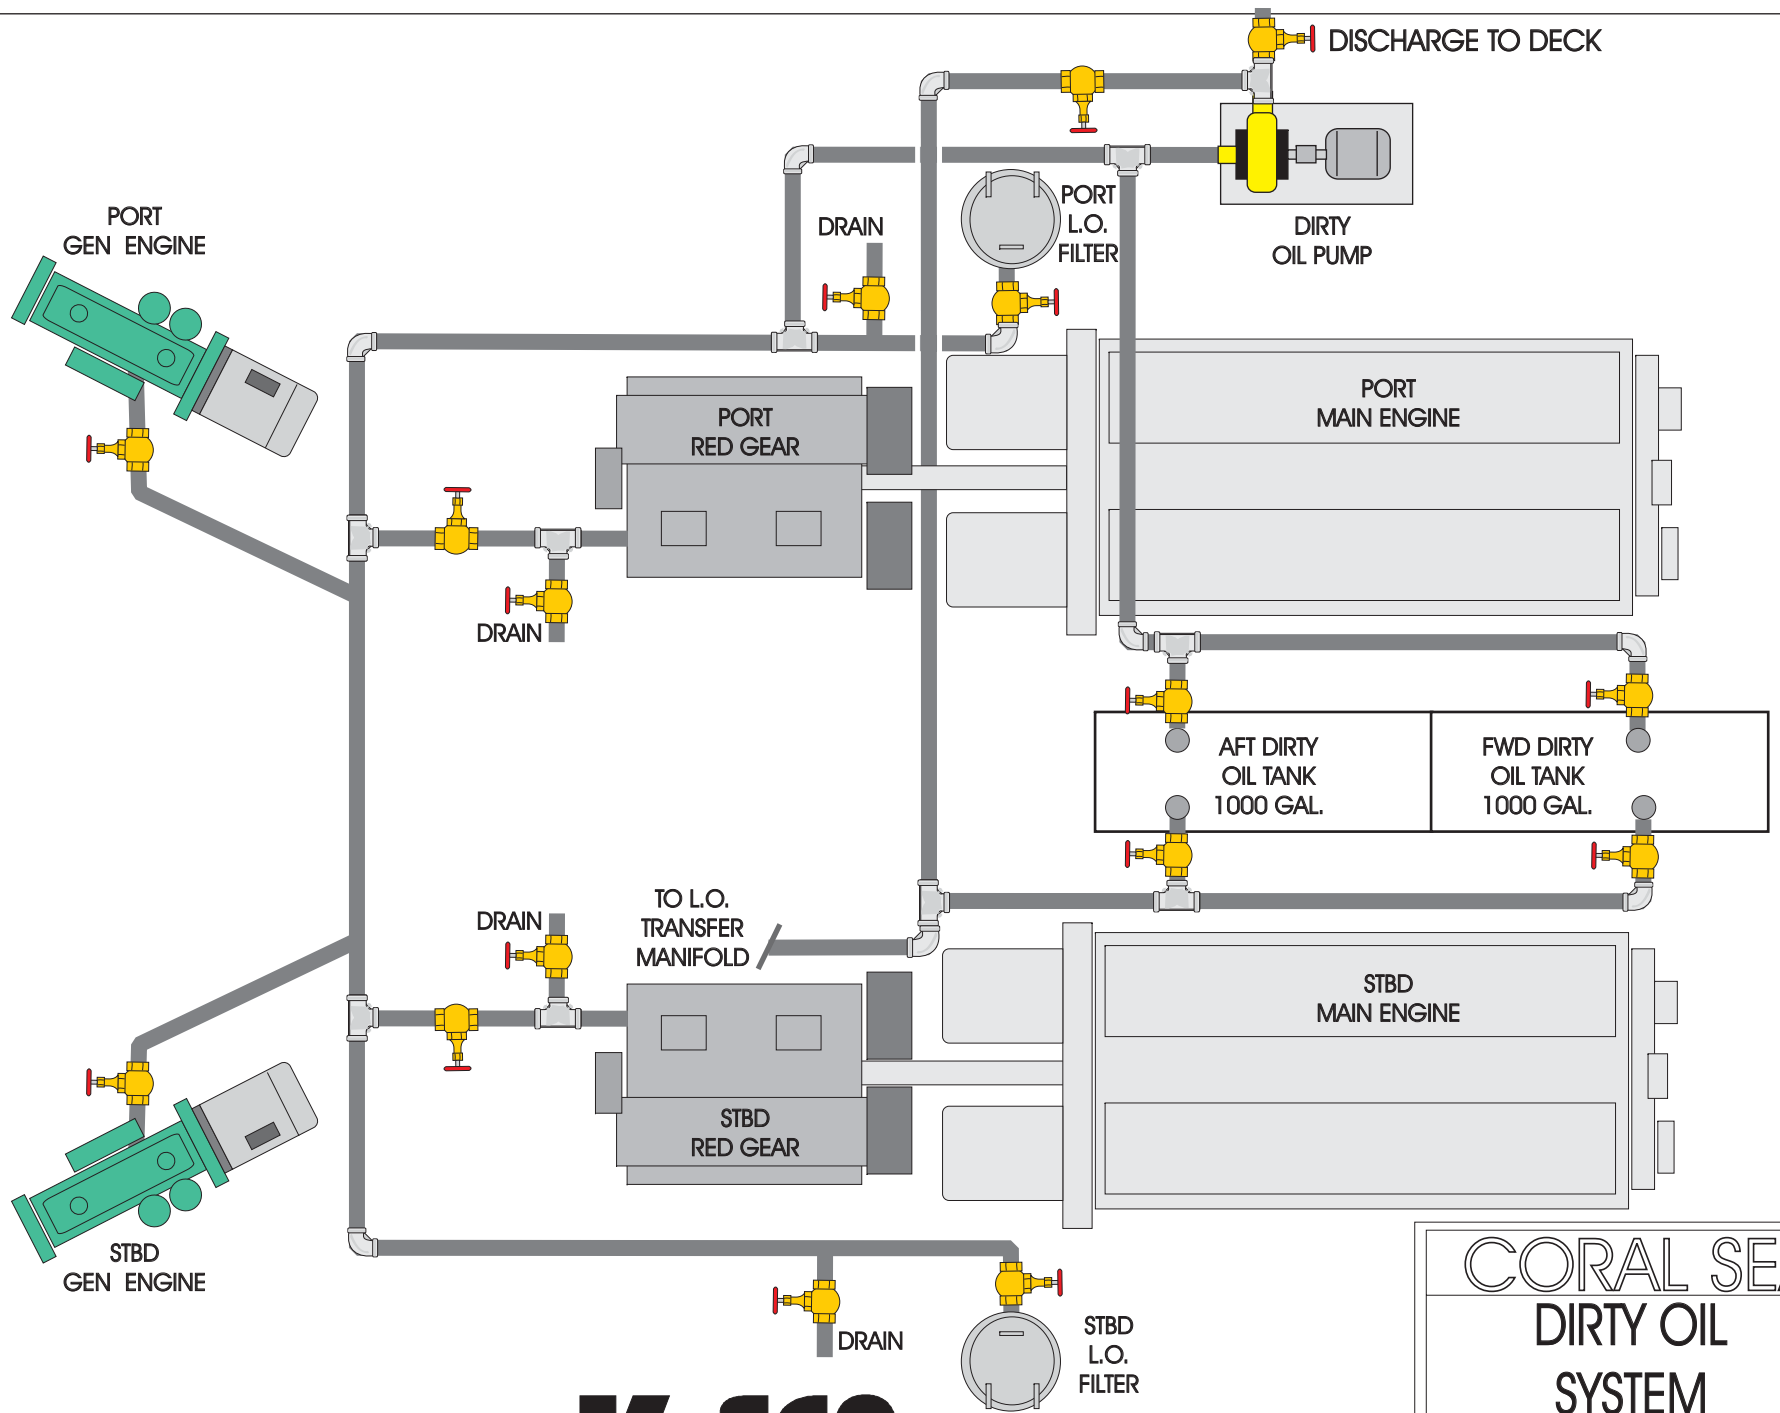 DISCHARGE TO DECK
PORT
GEN ENGINE
DRAIN
PORT
L.O.
FILTER
DIRTY
OIL PUMP
PORT
RED GEAR
PORT
MAIN ENGINE
DRAIN
AFT DIRTY
OIL TANK
1000 GAL.
FWD DIRTY
OIL TANK
1000 GAL.
DRAIN
TO L.O.
TRANSFER
MANIFOLD
STBD
MAIN ENGINE
STBD
RED GEAR
STBD
GEN ENGINE
DRAIN
STBD
L.O.
FILTER
CORAL SEA
DIRTY OIL
SYSTEM